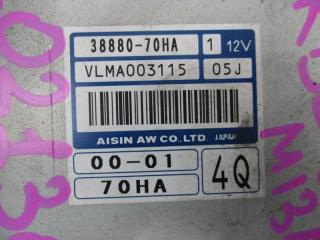 38880-70HA 1 12V
VLMA003115 05J
AISIN AW CO., LTD. JAPAN
00-01
70HA 4Q